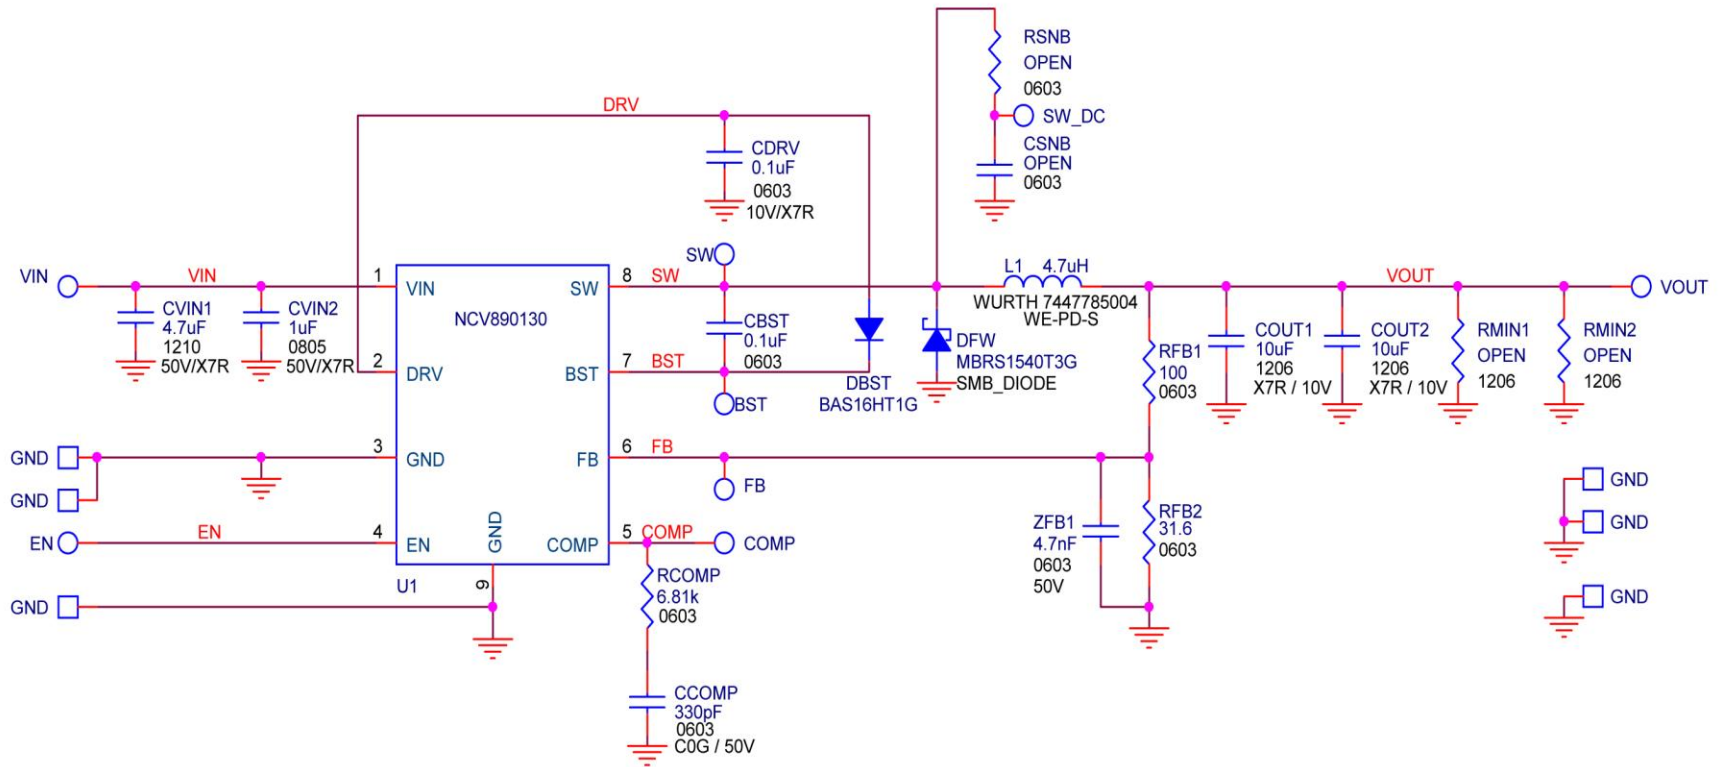 RSNB
OPEN
0603
DRV
SW_DC
CDRV
0.1uF
0603
10V/X7R
CSNB
OPEN
0603
VIN
VIN
1
VIN
CVIN1
4.7uF
1210
50V/X7R
CVIN2
1uF
0805
50V/X7R
NCV890130
SW
8
SW
SW
CBST
0.1uF
0603
L1 4.7uH
WURTH 7447785004
WE-PD-S
VOUT
VOUT
2
DRV
BST
7
BST
BST
DBST
BAS16HT1G
DFW
MBRS1540T3G
SMB_DIODE
RFB1
100
0603
COUT1
10uF
1206
X7R / 10V
COUT2
10uF
1206
X7R / 10V
RMIN1
OPEN
1206
RMIN2
OPEN
1206
GND
3
GND
GND
FB
6
FB
FB
EN
EN
4
EN
GND
COMP
5
COMP
COMP
ZFB1
4.7nF
0603
50V
RFB2
31.6
0603
GND
GND
GND
U1
9
GND
RCOMP
6.81k
0603
CCOMP
330pF
0603
C0G / 50V